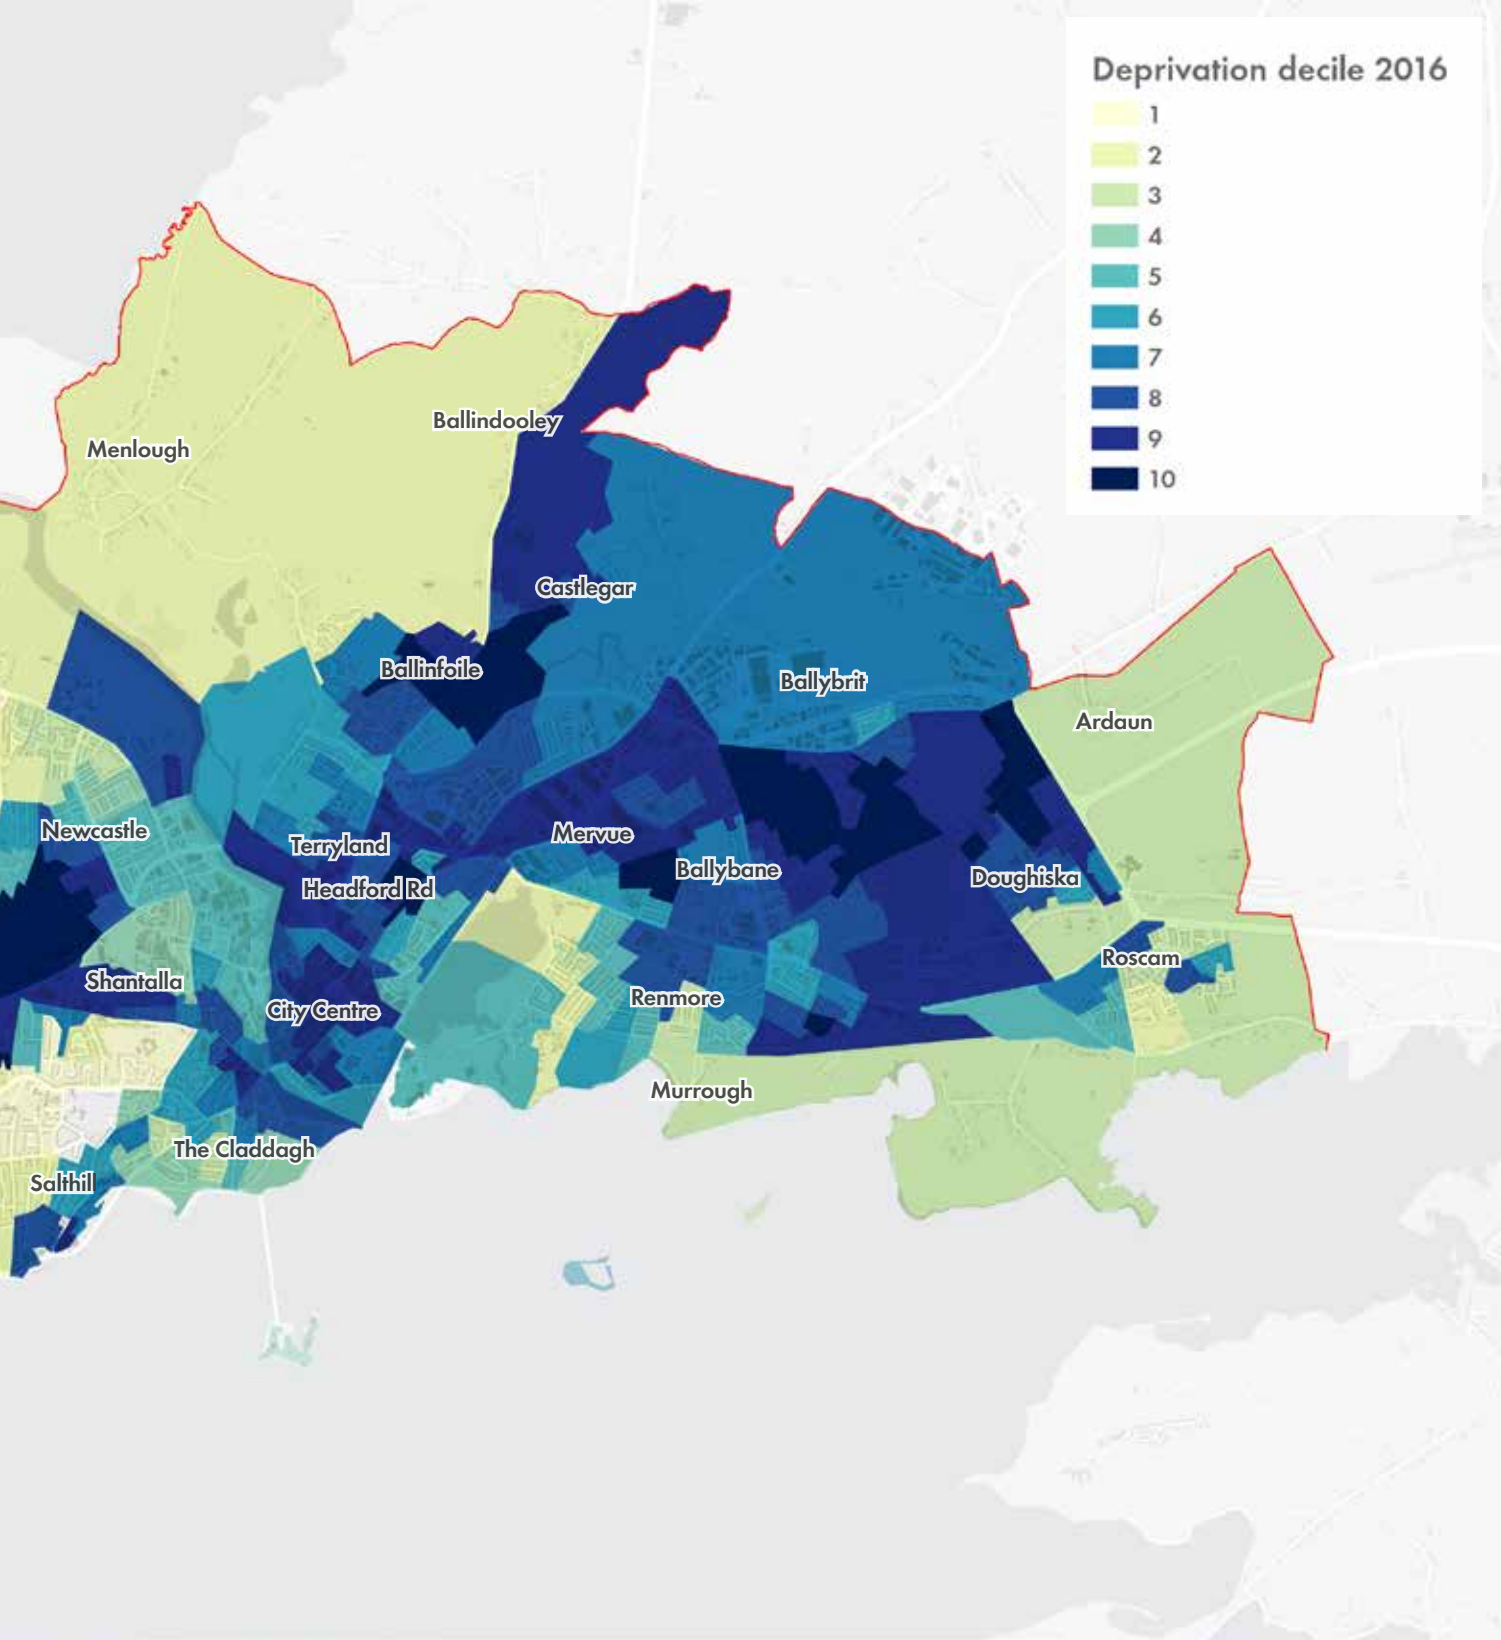 Deprivation decile 2016
1
2
3
4
5
6
7
8
9
10
Ballindooley
Menlough
Castlegar
Ballinfoile
Ballybrit
Ardaun
Newcastle
Terryland
Mervue
Headford Rd
Ballybane
Doughiska
Shantalla
Roscam
City Centre
Renmore
Murrough
The Claddagh
Salthill